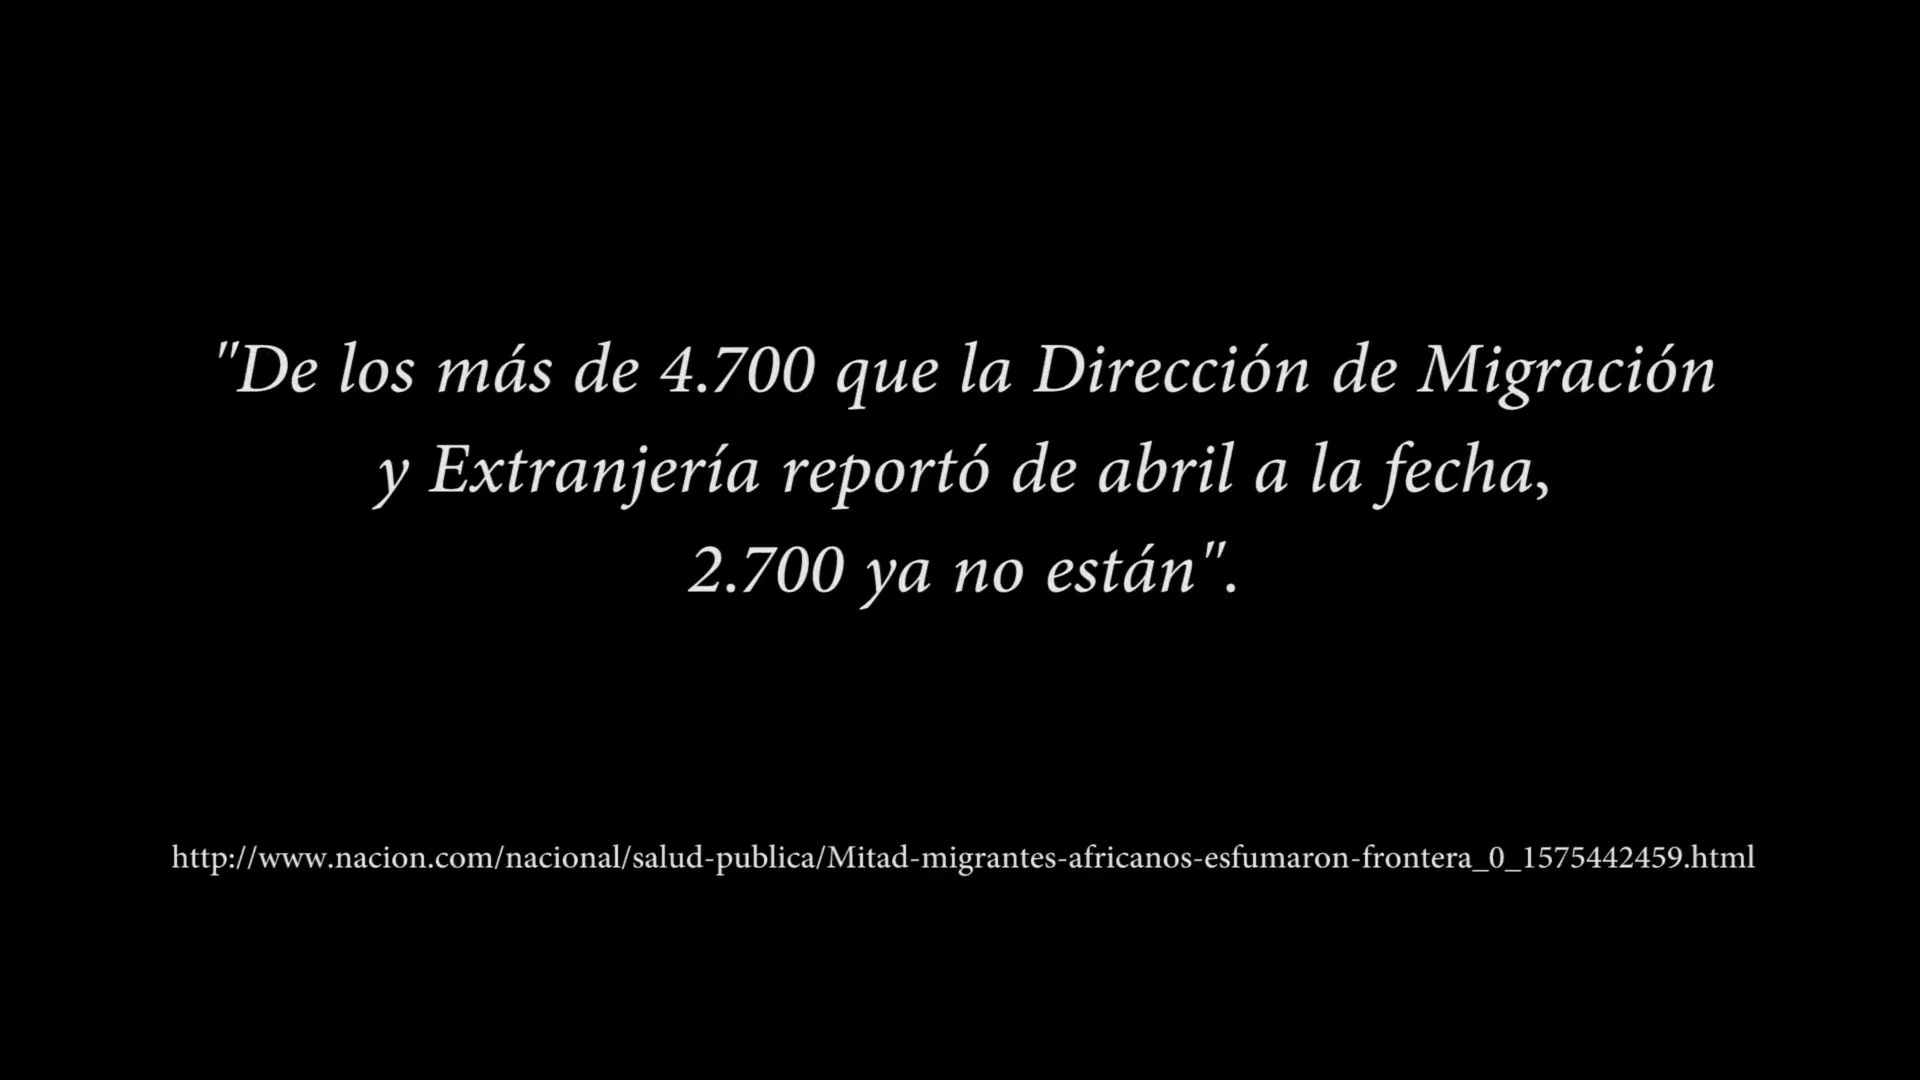 "De los más de 4.700 que la Dirección de Migración
y Extranjería reportó de abril a la fecha,
2.700 ya no están".
http://www.nacion.com/nacional/salud-publica/Mitad-migrantes-africanos-esfumaron-frontera_0_1575442459.html